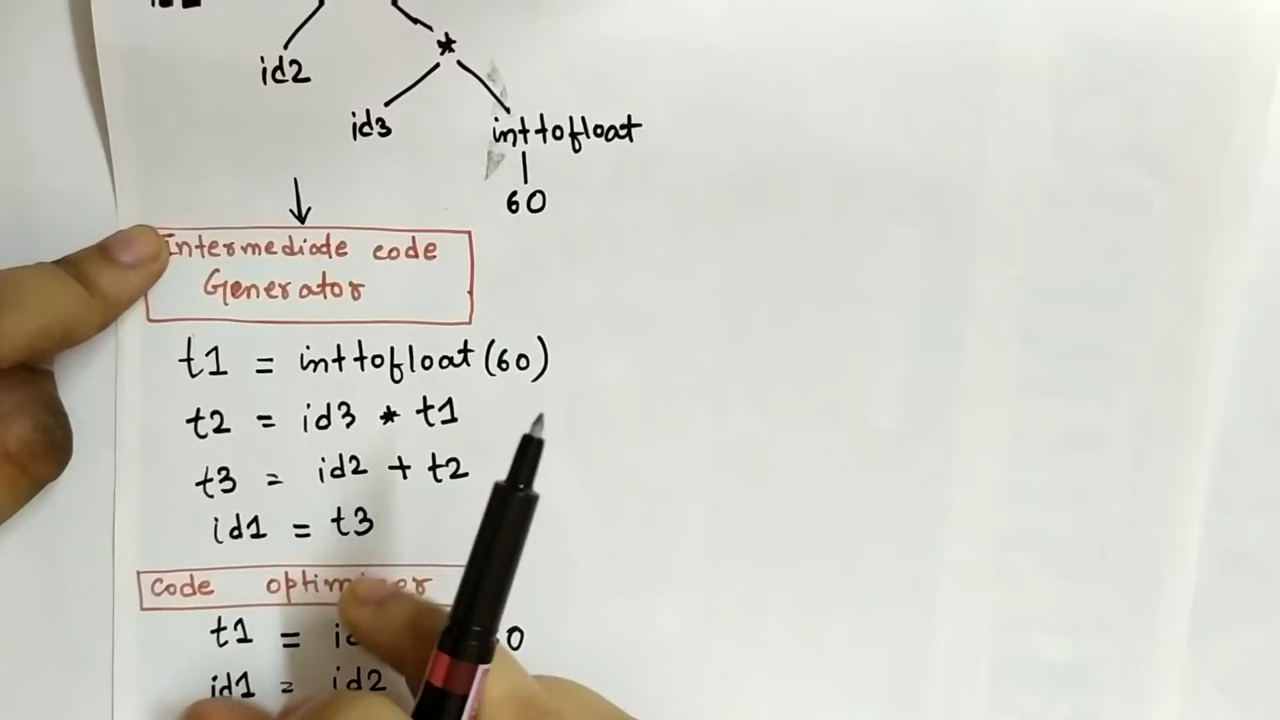 id2
*
id3
inttofloat
60
Intermediate code
Generator
t1 = inttofloat(60)
t2 = id3 * t1
t3 = id2 + t2
id1 = t3
Code
t1 =
id1 = id2